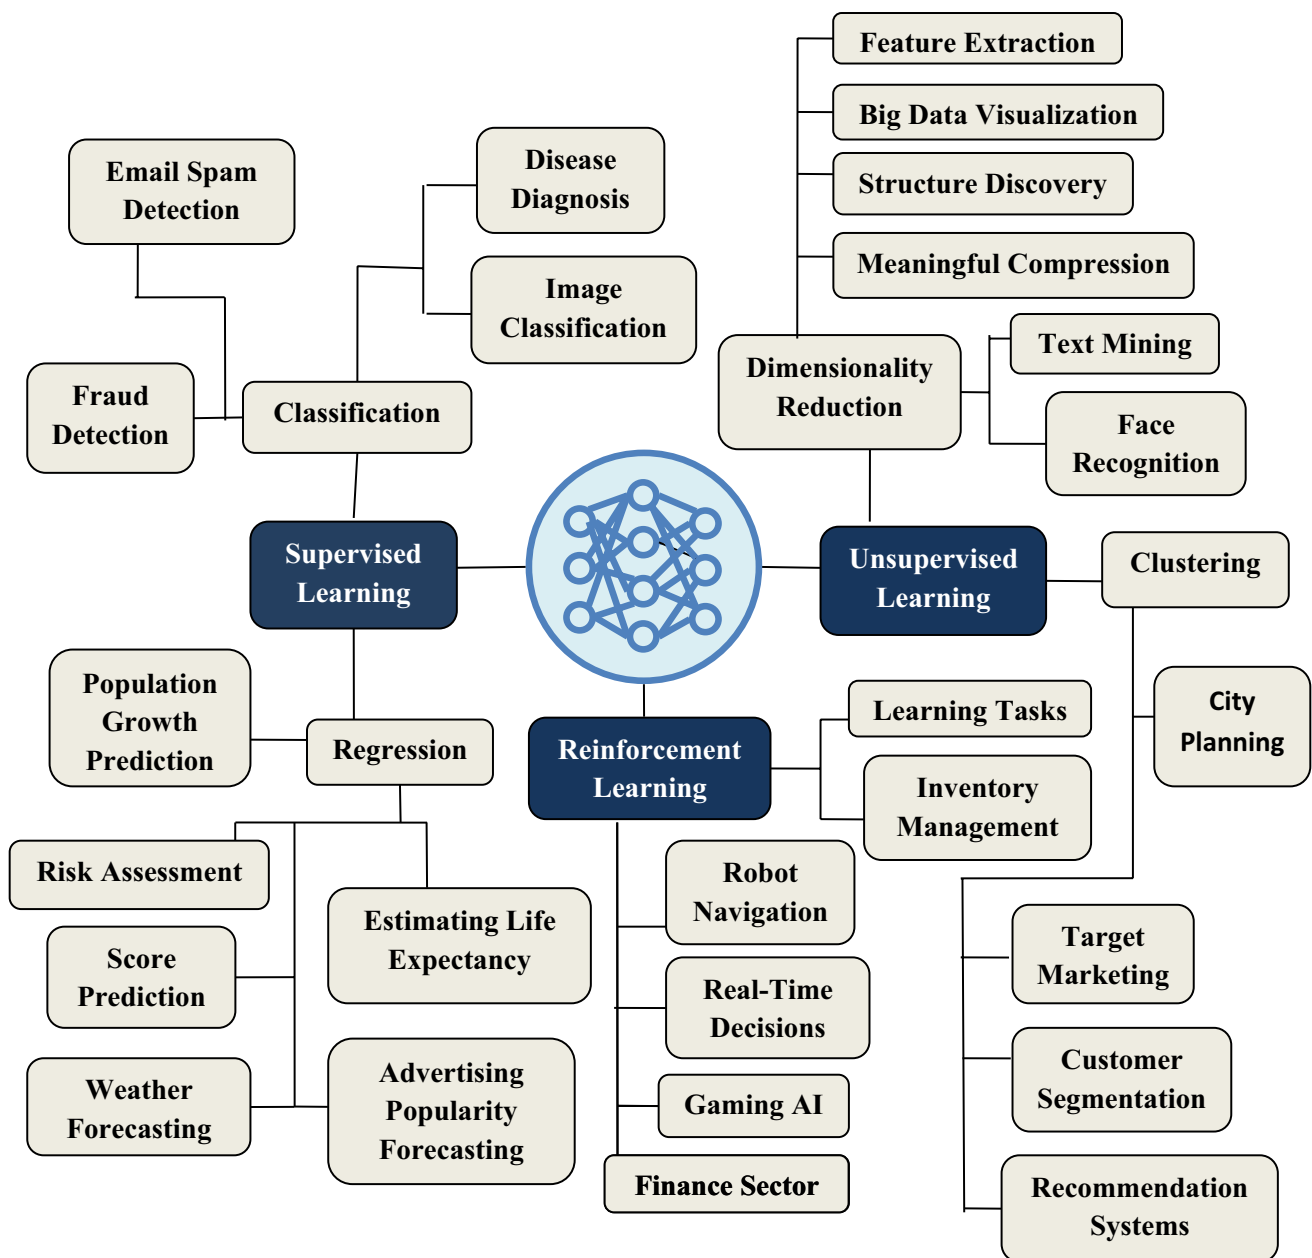 Feature Extraction
Big Data Visualization
Structure Discovery
Meaningful Compression
Email Spam
Detection
Disease
Diagnosis
Image
Classification
Text Mining
Dimensionality
Reduction
Face
Recognition
Fraud
Detection
Classification
Supervised
Learning
Unsupervised
Learning
Clustering
Population
Growth
Prediction
Regression
Reinforcement
Learning
Learning Tasks
Inventory
Management
City
Planning
Risk Assessment
Estimating Life
Expectancy
Score
Prediction
Weather
Forecasting
Advertising
Popularity
Forecasting
Robot
Navigation
Real-Time
Decisions
Gaming AI
Finance Sector
Target
Marketing
Customer
Segmentation
Recommendation
Systems